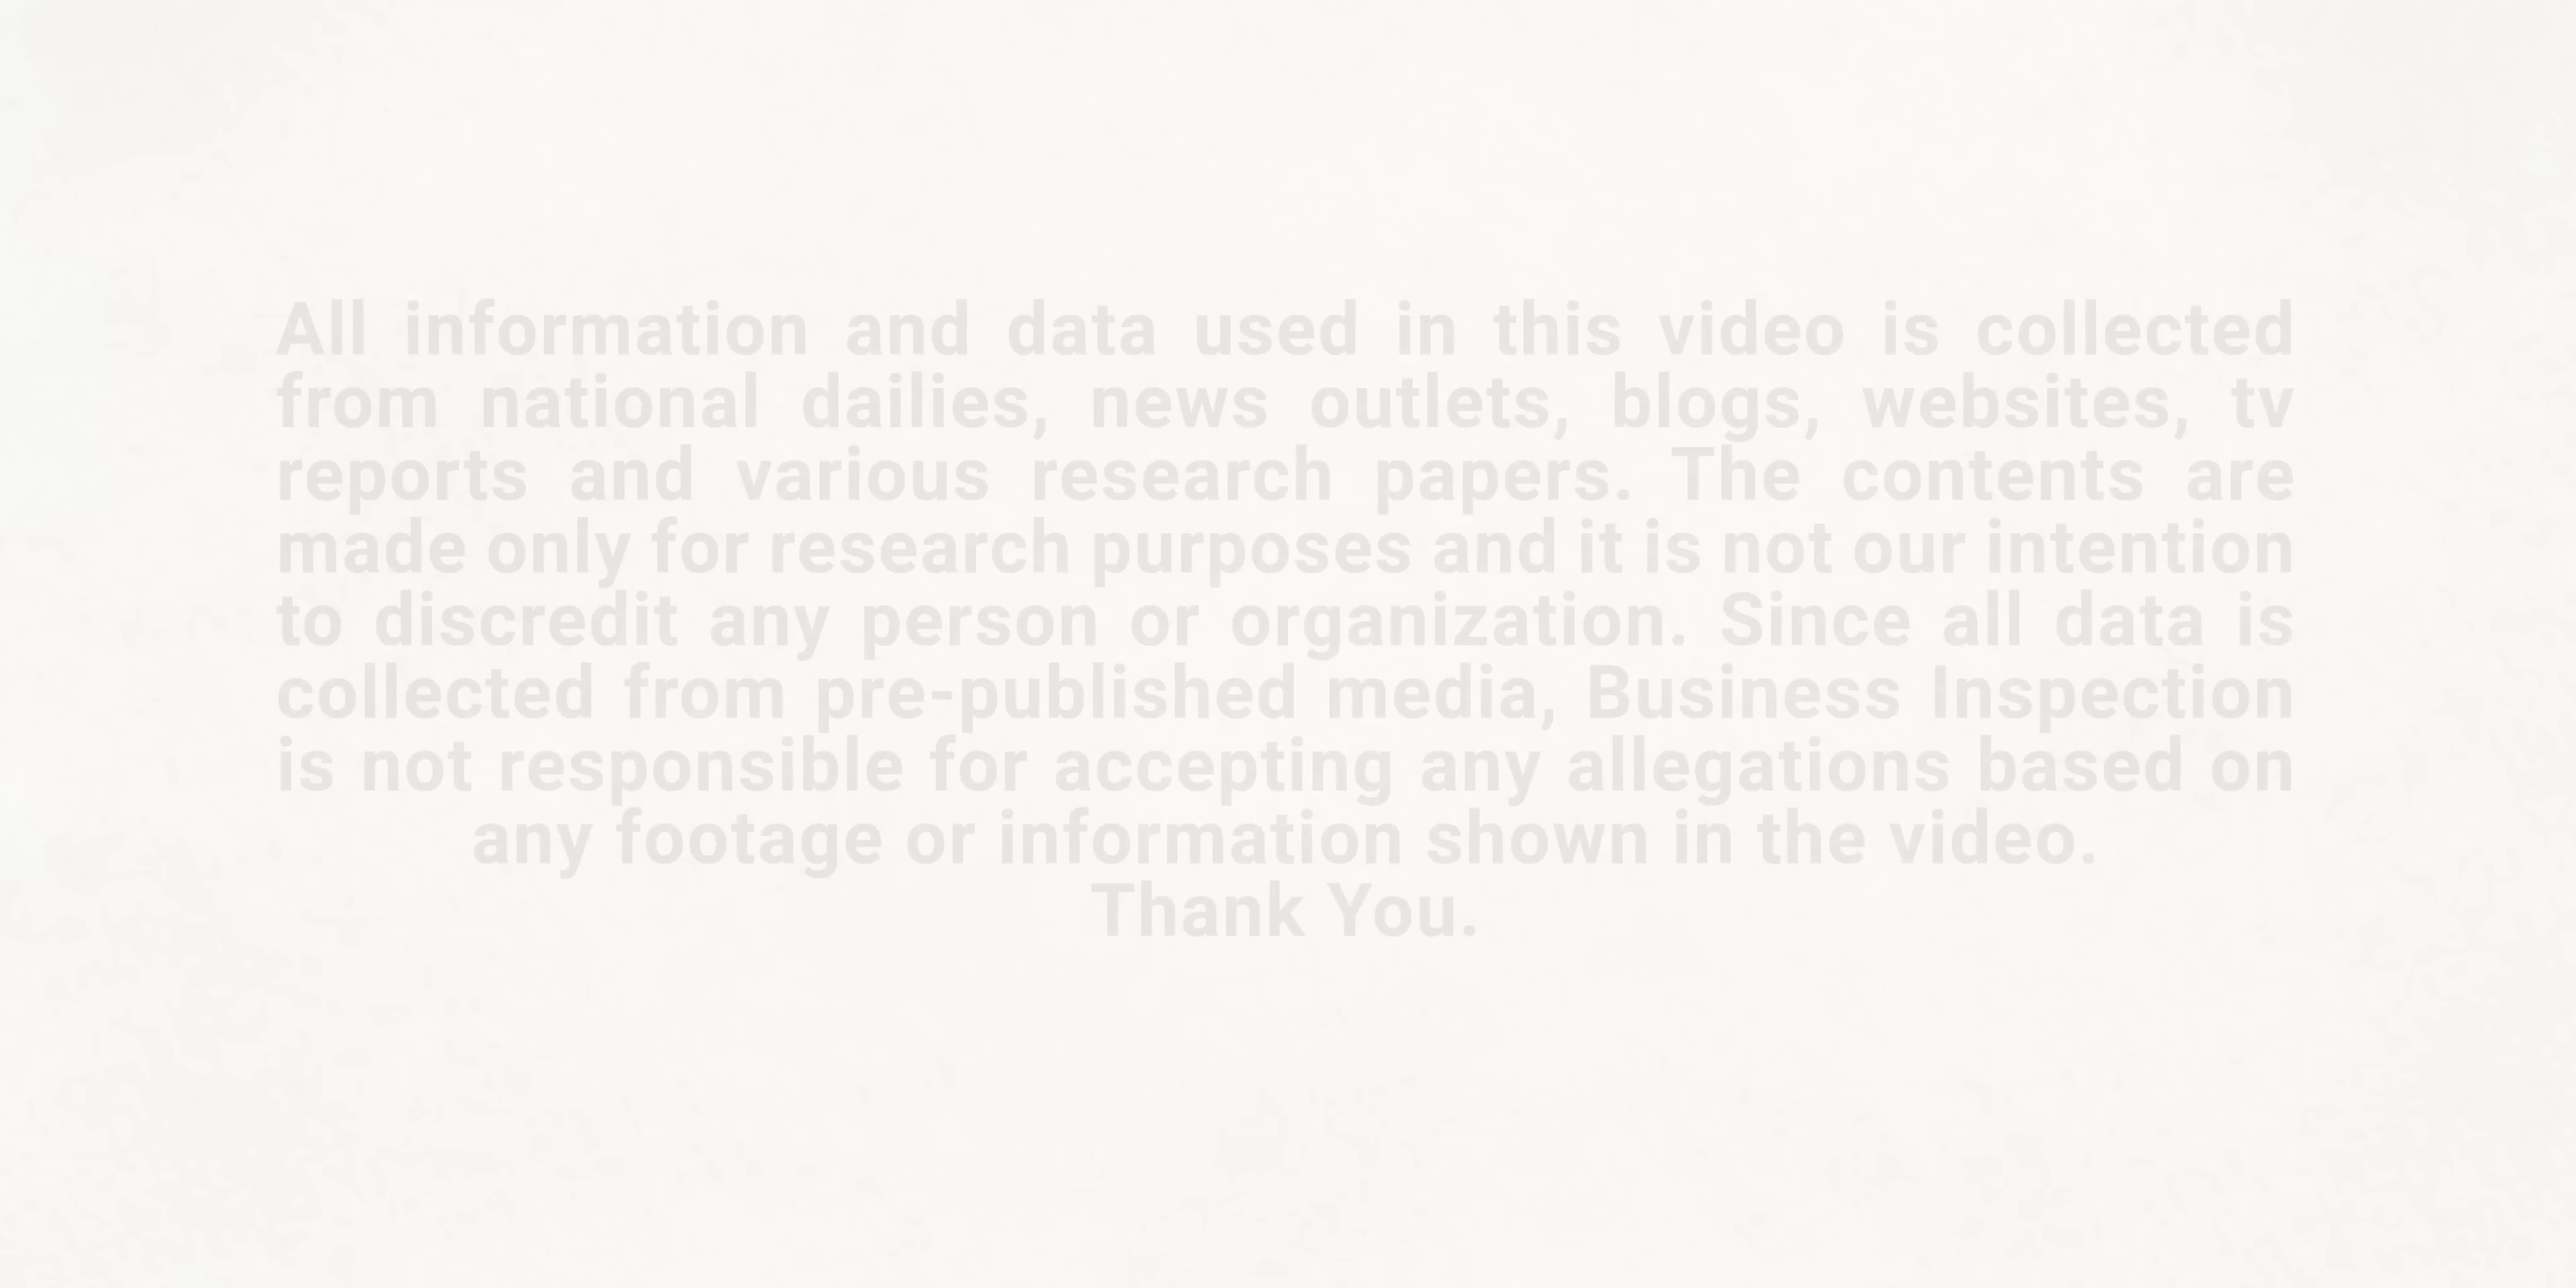 All information and data used in this video is collected
from national dailies, news outlets, blogs, websites, tv
reports and various research papers. The contents are
made only for research purposes and it is not our intention
to discredit any person or organization. Since all data is
collected from pre-published media, Business Inspection
is not responsible for accepting any allegations based on
any footage or information shown in the video.
Thank You.